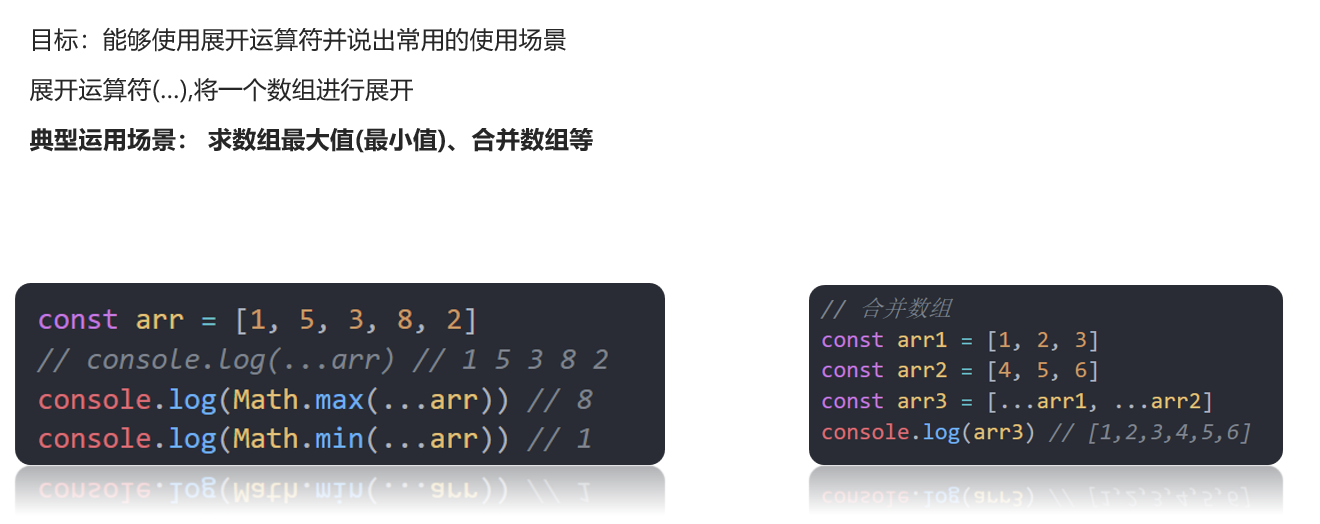 目标：能够使用展开运算符并说出常用的使用场景
展开运算符(…),将一个数组进行展开
典型运用场景： 求数组最大值(最小值)、合并数组等
const arr = [1, 5, 3, 8, 2]
// console.log(...arr) // 1 5 3 8 2
console.log(Math.max(...arr)) // 8
console.log(Math.min(...arr)) // 1
// 合并数组
const arr1 = [1, 2, 3]
const arr2 = [4, 5, 6]
const arr3 = [...arr1, ...arr2]
console.log(arr3) // [1,2,3,4,5,6]